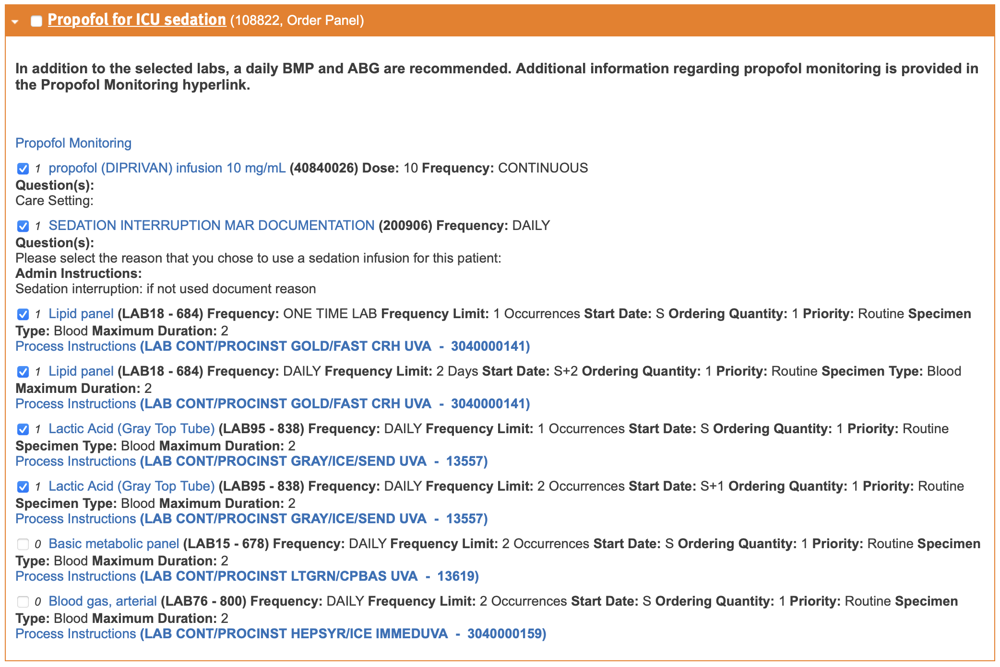 Propofol for ICU sedation (108822, Order Panel)
In addition to the selected labs, a daily BMP and ABG are recommended. Additional information regarding propofol monitoring is provided in
the Propofol Monitoring hyperlink.
Propofol Monitoring
1 propofol (DIPRIVAN) infusion 10 mg/mL (40840026) Dose: 10 Frequency: CONTINUOUS
Question(s):
Care Setting:
1 SEDATION INTERRUPTION MAR DOCUMENTATION (200906) Frequency: DAILY
Question(s):
Please select the reason that you chose to use a sedation infusion for this patient:
Admin Instructions:
Sedation interruption: if not used document reason
1 Lipid panel (LAB18 - 684) Frequency: ONE TIME LAB Frequency Limit: 1 Occurrences Start Date: S Ordering Quantity: 1 Priority: Routine Specimen
Type: Blood Maximum Duration: 2
Process Instructions (LAB CONT/PROCINST GOLD/FAST CRH UVA - 3040000141)
1 Lipid panel (LAB18 - 684) Frequency: DAILY Frequency Limit: 2 Days Start Date: S+2 Ordering Quantity: 1 Priority: Routine Specimen Type: Blood
Maximum Duration: 2
Process Instructions (LAB CONT/PROCINST GOLD/FAST CRH UVA - 3040000141)
1 Lactic Acid (Gray Top Tube) (LAB95 - 838) Frequency: DAILY Frequency Limit: 1 Occurrences Start Date: S Ordering Quantity: 1 Priority: Routine
Specimen Type: Blood Maximum Duration: 2
Process Instructions (LAB CONT/PROCINST GRAY/ICE/SEND UVA - 13557)
1 Lactic Acid (Gray Top Tube) (LAB95 - 838) Frequency: DAILY Frequency Limit: 2 Occurrences Start Date: S+1 Ordering Quantity: 1 Priority: Routine
Specimen Type: Blood Maximum Duration: 2
Process Instructions (LAB CONT/PROCINST GRAY/ICE/SEND UVA - 13557)
0 Basic metabolic panel (LAB15 - 678) Frequency: DAILY Frequency Limit: 2 Occurrences Start Date: S Ordering Quantity: 1 Priority: Routine Specimen
Type: Blood Maximum Duration: 2
Process Instructions (LAB CONT/PROCINST LTGRN/CPBAS UVA - 13619)
0 Blood gas, arterial (LAB76 - 800) Frequency: DAILY Frequency Limit: 2 Occurrences Start Date: S Ordering Quantity: 1 Priority: Routine Specimen
Type: Blood Maximum Duration: 2
Process Instructions (LAB CONT/PROCINST HEPSYR/ICE IMMEDUVA - 3040000159)